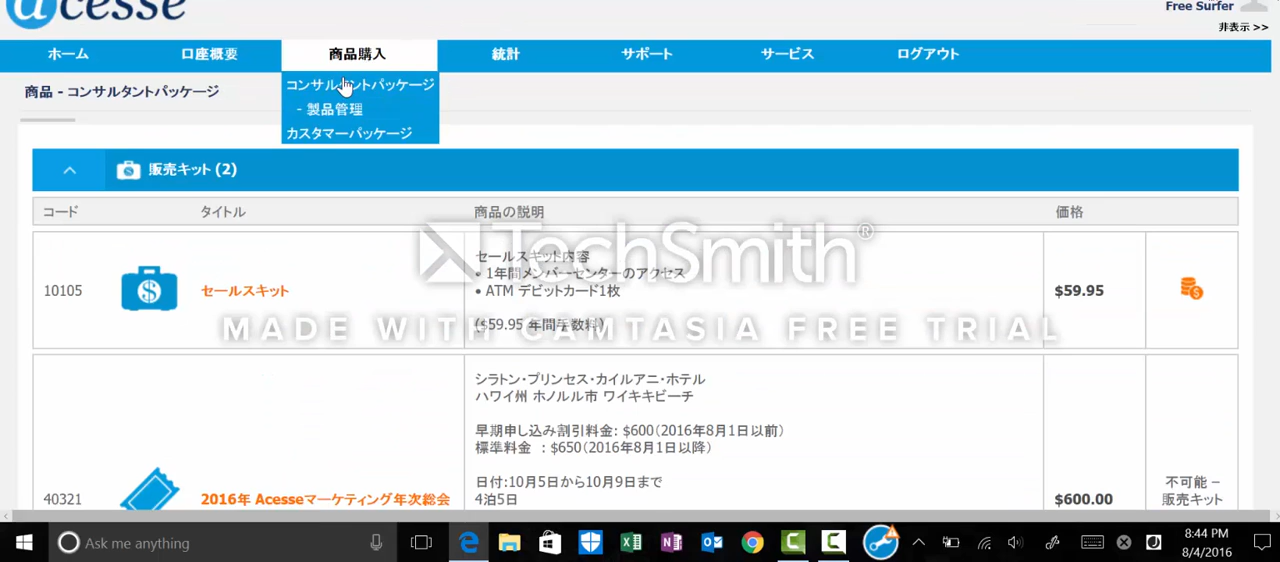 acesse
Free Surfer
非表示 >>
ホーム 口座概要 商品購入 統計 サポート サービス ログアウト
コンサルタントパッケージ
- 製品管理
カスタマーパッケージ
商品 - コンサルタントパッケージ
販売キット (2)
コード タイトル 商品の説明 価格
TechSmith®
MADE WITH CAMTASIA FREE TRIAL
10105 セールスキット
セールスキット内容
• 1年間メンバーセンターのアクセス
• ATM デビットカード1枚
($59.95 年間手数料)
$59.95
シラトン・プリンセス・カイルアニ・ホテル
ハワイ州 ホノルル市 ワイキキビーチ
早期申し込み割引料金: $600(2016年8月1日以前)
標準料金 : $650(2016年8月1日以降)
日付:10月5日から10月9日まで
4泊5日
40321 2016年 Acesseマーケティング年次総会
$600.00
不可能 –
販売キット
Ask me anything
8:44 PM
8/4/2016